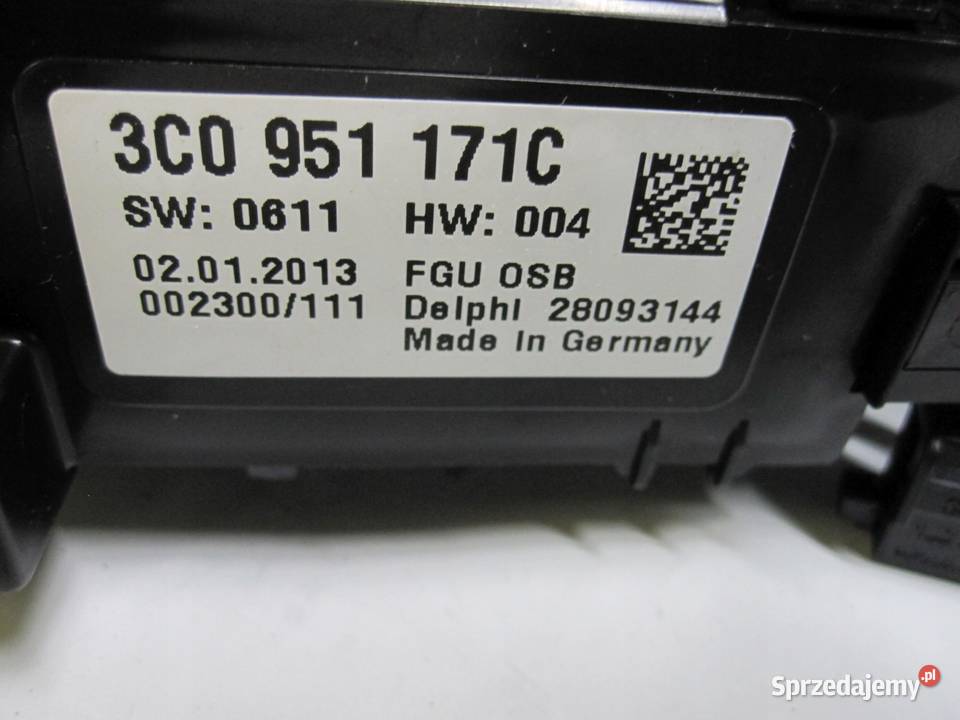 3C0 951 171C
SW: 0611 HW: 004
02.01.2013 FGU OSB
002300/111 Delphi 28093144
Made In Germany
Sprzedajemy.pl